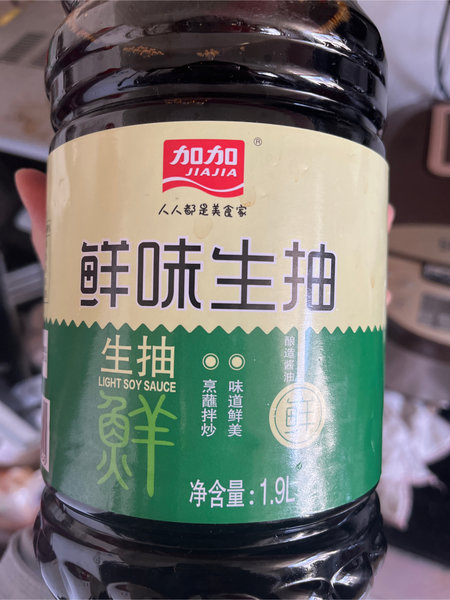 加加
JIAJIA
®
人人都是美食家
鲜味生抽
生抽
LIGHT SOY SAUCE
鮮
味道鲜美
烹蘸拌炒
酿造酱油
鲜
净含量:1.9L